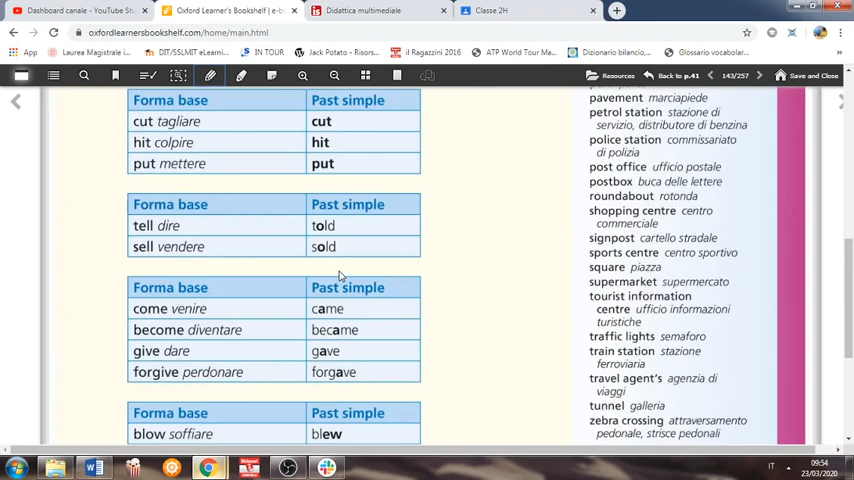 Dashboard canale - YouTube Stu
Oxford Learner's Bookshelf | e-bo
Didattica multimediale
Classe 2H
oxfordlearnersbookshelf.com/home/main.html
App
Laurea Magistrale i...
DIT/SSLMIT eLearni...
IN TOUR
Jack Potato - Risors...
il Ragazzini 2016
ATP World Tour Ma...
Dizionario bilancio,...
Glossario vocabolar...
Resources
Back to p.41
143/257
Save and Close
Forma base Past simple
cut tagliare cut
hit colpire hit
put mettere put
Forma base Past simple
tell dire told
sell vendere sold
Forma base Past simple
come venire came
become diventare became
give dare gave
forgive perdonare forgave
Forma base Past simple
blow soffiare blew
pavement marciapiede
petrol station stazione di
servizio, distributore di benzina
police station commissariato
di polizia
post office ufficio postale
postbox buca delle lettere
roundabout rotonda
shopping centre centro
commerciale
signpost cartello stradale
sports centre centro sportivo
square piazza
supermarket supermercato
tourist information
centre ufficio informazioni
turistiche
traffic lights semaforo
train station stazione
ferroviaria
travel agent's agenzia di
viaggi
tunnel galleria
zebra crossing attraversamento
pedonale, strisce pedonali
IT
09:54
23/03/2020